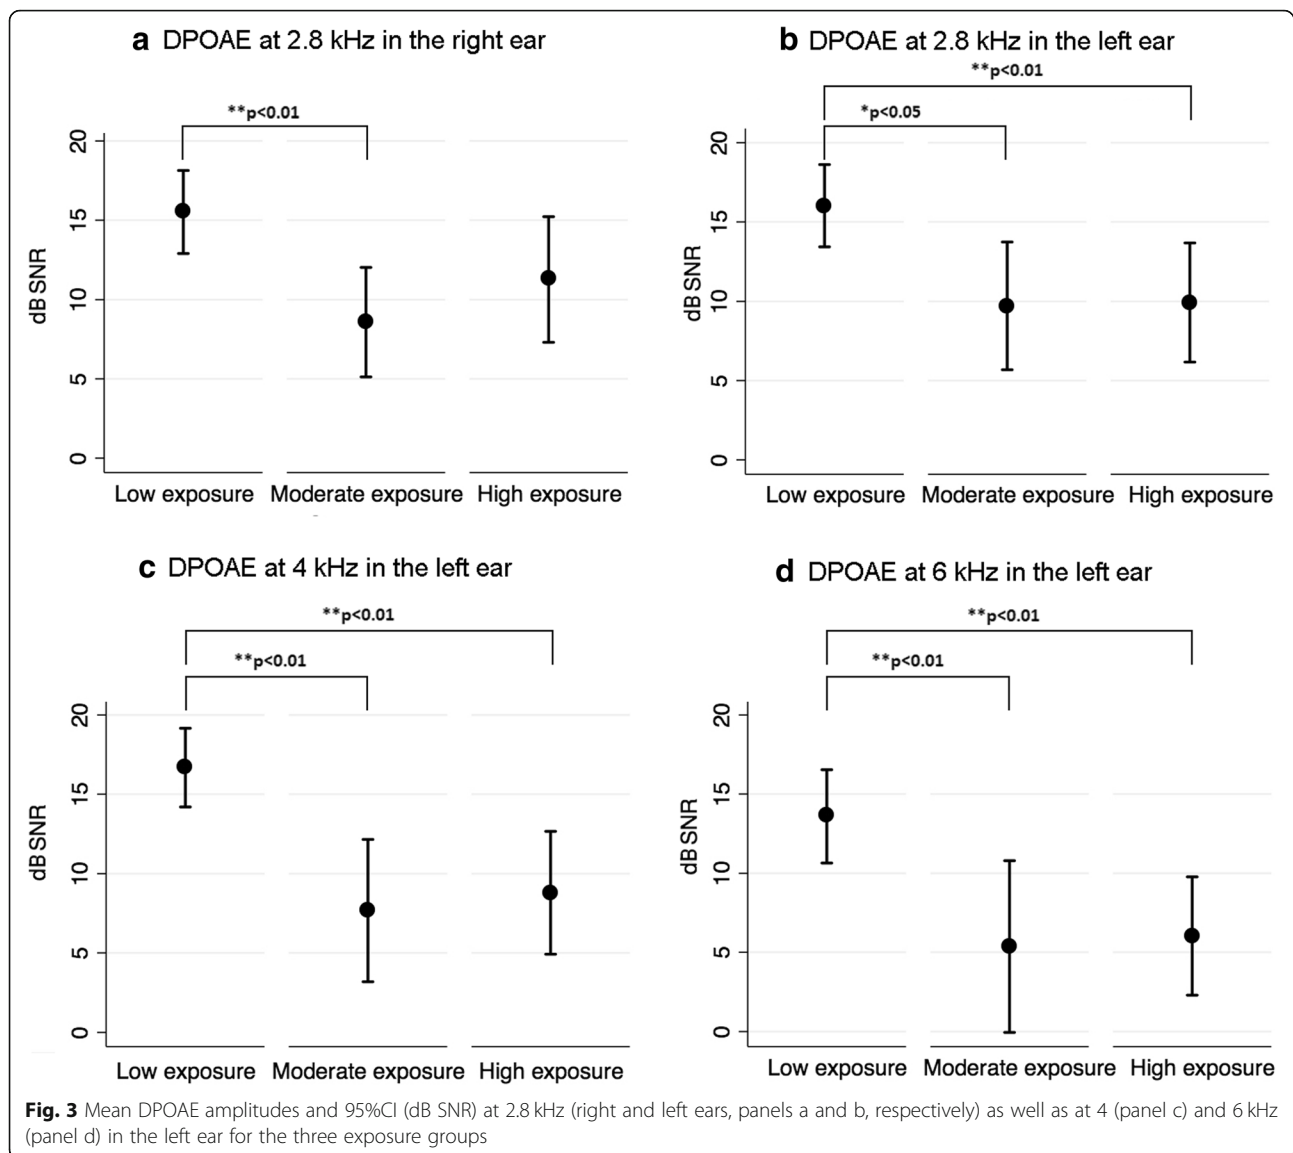 a DPOAE at 2.8 kHz in the right ear
**p<0.01
20
15
10
5
0
dB SNR
Low exposure Moderate exposure High exposure
b DPOAE at 2.8 kHz in the left ear
**p<0.01
*p<0.05
20
15
10
5
0
dB SNR
Low exposure Moderate exposure High exposure
c DPOAE at 4 kHz in the left ear
**p<0.01
**p<0.01
20
15
10
5
0
dB SNR
Low exposure Moderate exposure High exposure
d DPOAE at 6 kHz in the left ear
**p<0.01
**p<0.01
20
15
10
5
0
dB SNR
Low exposure Moderate exposure High exposure
Fig. 3 Mean DPOAE amplitudes and 95%CI (dB SNR) at 2.8 kHz (right and left ears, panels a and b, respectively) as well as at 4 (panel c) and 6 kHz
(panel d) in the left ear for the three exposure groups